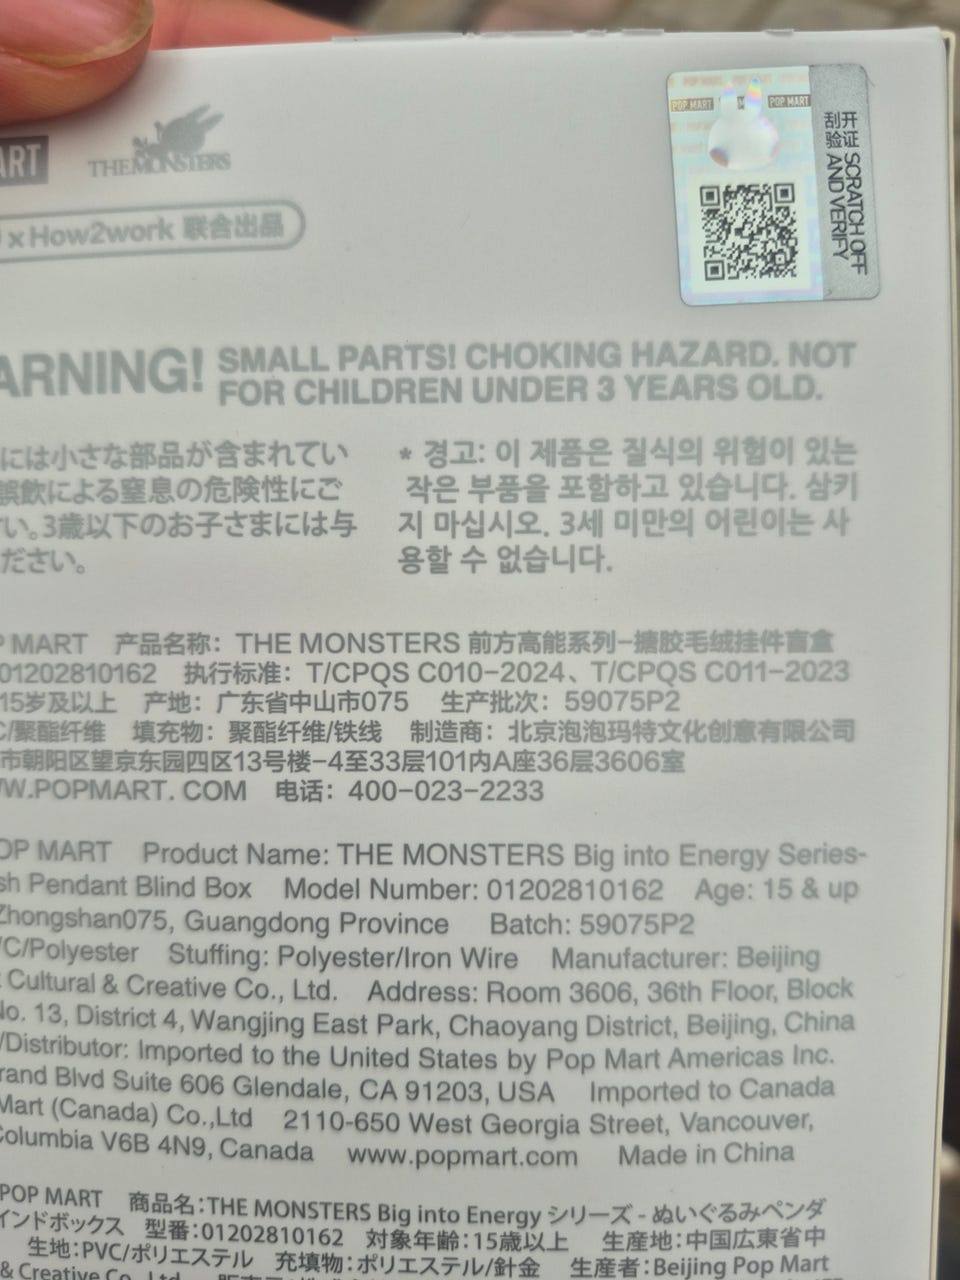 ART
THE MONSTERS
x How2work 联合出品
POP MART
POP MART
开证 SCRATCH OFF
刮验 AND VERIFY
ARNING! SMALL PARTS! CHOKING HAZARD. NOT
FOR CHILDREN UNDER 3 YEARS OLD.
には小さな部品が含まれてい
誤飲による窒息の危険性にご
い。3歳以下のお子さまには与
ださい。
* 경고: 이 제품은 질식의 위험이 있는
작은 부품을 포함하고 있습니다. 삼키
지 마십시오. 3세 미만의 어린이는 사
용할 수 없습니다.
P MART 产品名称：THE MONSTERS 前方高能系列-搪胶毛绒挂件盲盒
01202810162 执行标准：T/CPQS C010-2024、T/CPQS C011-2023
15岁及以上 产地：广东省中山市075 生产批次：59075P2
C/聚酯纤维 填充物：聚酯纤维/铁线 制造商：北京泡泡玛特文化创意有限公司
市朝阳区望京东园四区13号楼-4至33层101内A座36层3606室
W.POPMART.COM 电话：400-023-2233
OP MART Product Name: THE MONSTERS Big into Energy Series-
sh Pendant Blind Box Model Number: 01202810162 Age: 15 & up
Zhongshan075, Guangdong Province Batch: 59075P2
/C/Polyester Stuffing: Polyester/Iron Wire Manufacturer: Beijing
t Cultural & Creative Co., Ltd. Address: Room 3606, 36th Floor, Block
No. 13, District 4, Wangjing East Park, Chaoyang District, Beijing, China
/Distributor: Imported to the United States by Pop Mart Americas Inc.
rand Blvd Suite 606 Glendale, CA 91203, USA Imported to Canada
Mart (Canada) Co.,Ltd 2110-650 West Georgia Street, Vancouver,
Columbia V6B 4N9, Canada www.popmart.com Made in China
POP MART 商品名:THE MONSTERS Big into Energy シリーズ - ぬいぐるみペンダ
インドボックス 型番:01202810162 対象年齢:15歳以上 生産地:中国広東省中
生地:PVC/ポリエステル 充填物:ポリエステル/針金 生産者:Beijing Pop Mart
& Creative Co., Ltd